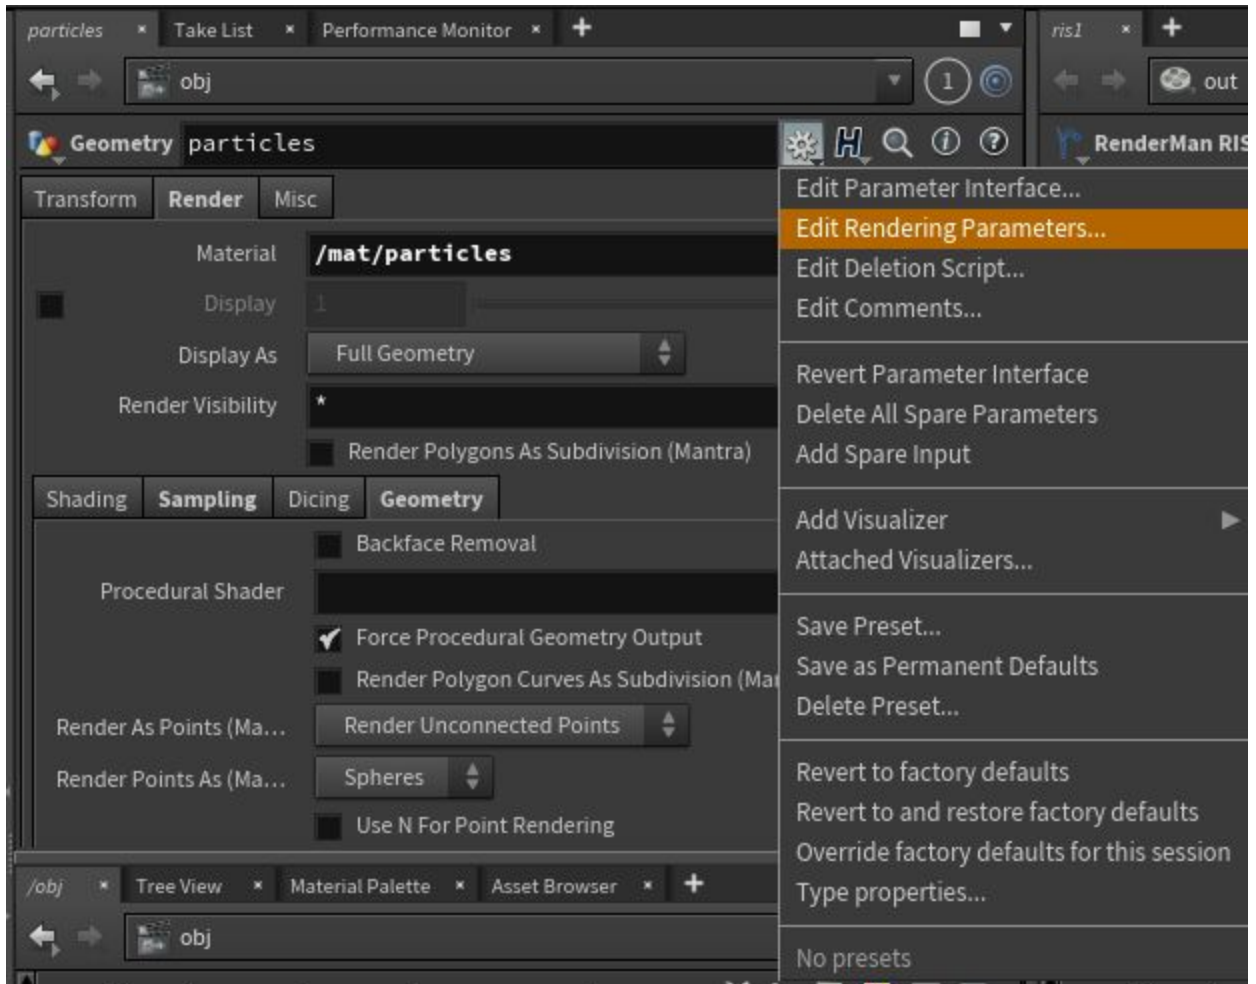 particles × Take List × Performance Monitor × +
ris1 × +
obj 1
out
Geometry particles
RenderMan RIS
Transform Render Misc
Material /mat/particles
Display 1
Display As Full Geometry
Render Visibility *
Render Polygons As Subdivision (Mantra)
Shading Sampling Dicing Geometry
Backface Removal
Procedural Shader
Force Procedural Geometry Output
Render Polygon Curves As Subdivision (Ma
Render As Points (Ma... Render Unconnected Points
Render Points As (Ma... Spheres
Use N For Point Rendering
/obj × Tree View × Material Palette × Asset Browser × +
obj
Edit Parameter Interface...
Edit Rendering Parameters...
Edit Deletion Script...
Edit Comments...
Revert Parameter Interface
Delete All Spare Parameters
Add Spare Input
Add Visualizer
Attached Visualizers...
Save Preset...
Save as Permanent Defaults
Delete Preset...
Revert to factory defaults
Revert to and restore factory defaults
Override factory defaults for this session
Type properties...
No presets